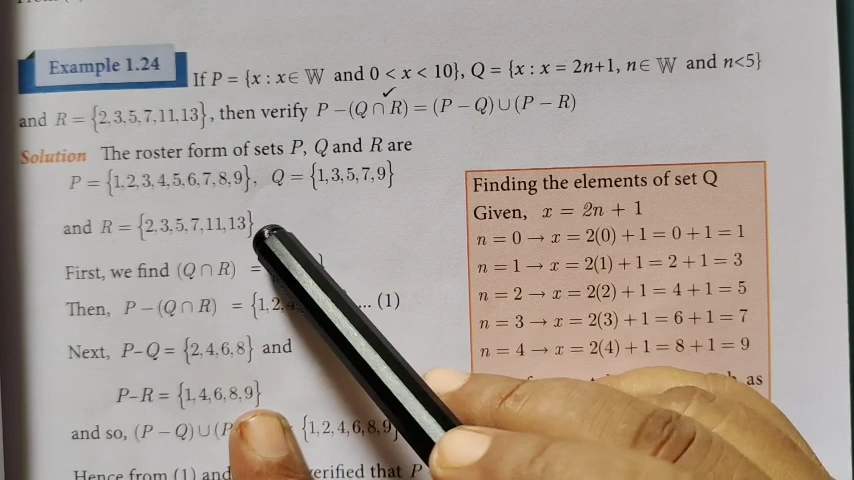 Example 1.24 If P = {x : x ∈ 𝕎 and 0 < x < 10}, Q = {x : x = 2n+1, n ∈ 𝕎 and n<5}
and R = {2,3,5,7,11,13}, then verify P −(Q ∩ R) = (P − Q) ∪ (P − R)
Solution The roster form of sets P, Q and R are
P = {1,2,3,4,5,6,7,8,9}, Q = {1,3,5,7,9}
and R = {2,3,5,7,11,13}
First, we find (Q ∩ R) =
Then, P −(Q ∩ R) = {1,2, ... (1)
Next, P−Q = {2,4,6,8} and
P−R = {1,4,6,8,9}
and so, (P − Q) ∪ (P {1,2,4,6,8,9
Hence from (1) and verified that P
Finding the elements of set Q
Given, x = 2n + 1
n = 0 → x = 2(0) + 1 = 0 + 1 = 1
n = 1 → x = 2(1) + 1 = 2 + 1 = 3
n = 2 → x = 2(2) + 1 = 4 + 1 = 5
n = 3 → x = 2(3) + 1 = 6 + 1 = 7
n = 4 → x = 2(4) + 1 = 8 + 1 = 9
as